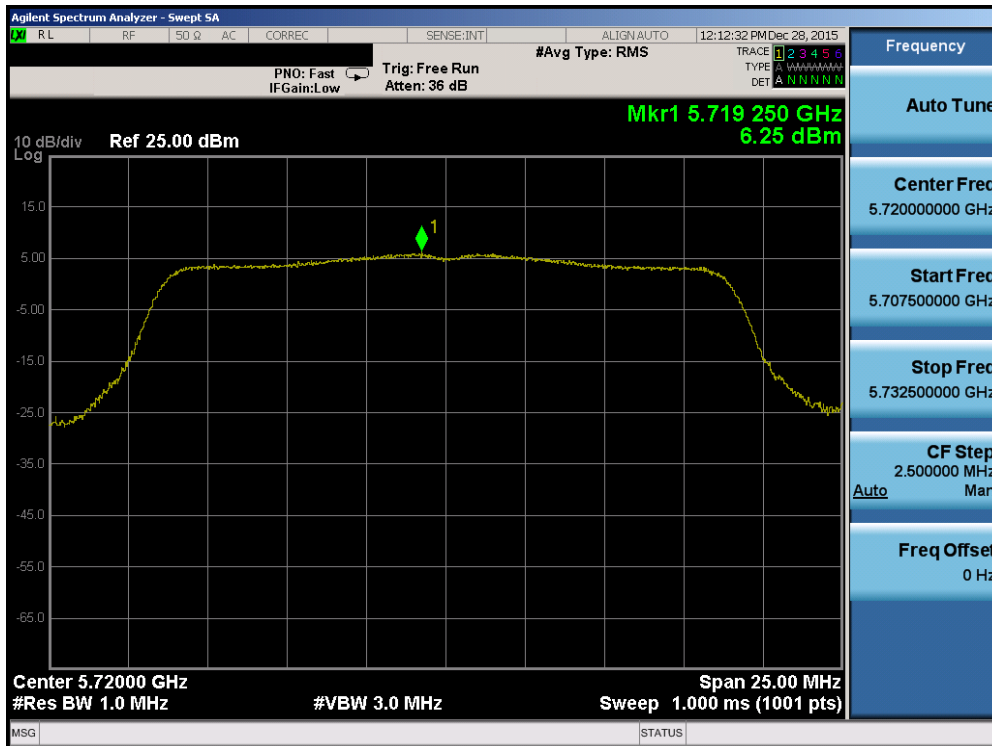 Agilent Spectrum Analyzer - Swept SA
LXI RL RF 50 Ω AC CORREC SENSE:INT ALIGN AUTO 12:12:32 PM Dec 28, 2015
Frequency
#Avg Type: RMS
TRACE 1 2 3 4 5 6
PNO: Fast
Trig: Free Run
TYPE A WWWWW
IFGain:Low
Atten: 36 dB
DET A N N N N N
Auto Tune
Mkr1 5.719 250 GHz
6.25 dBm
10 dB/div
Ref 25.00 dBm
Log
15.0
5.00
-5.00
-15.0
-25.0
-35.0
-45.0
-55.0
-65.0
1
Center 5.72000 GHz
Span 25.00 MHz
#Res BW 1.0 MHz
#VBW 3.0 MHz
Sweep 1.000 ms (1001 pts)
Center Freq
5.720000000 GHz
Start Freq
5.707500000 GHz
Stop Freq
5.732500000 GHz
CF Step
2.500000 MHz
Auto Man
Freq Offset
0 Hz
MSG
STATUS